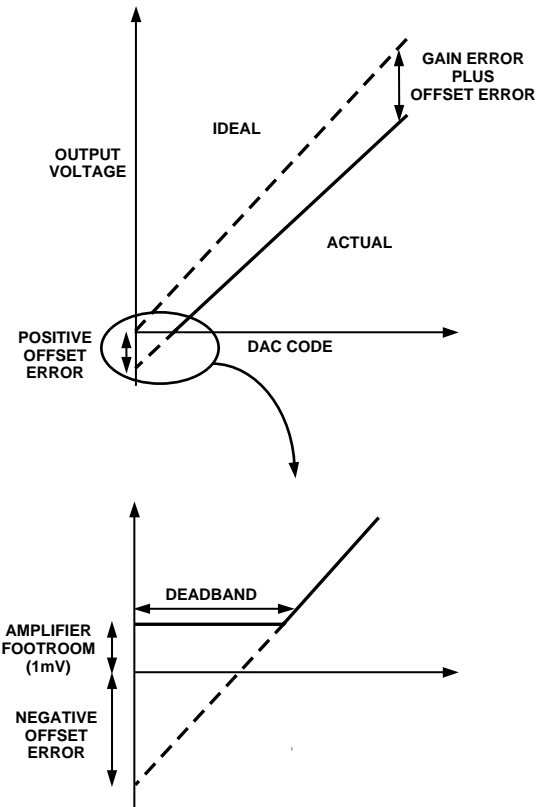 GAIN ERROR
PLUS
OFFSET ERROR
IDEAL
OUTPUT
VOLTAGE
ACTUAL
POSITIVE
OFFSET
ERROR
DAC CODE
DEADBAND
AMPLIFIER
FOOTROOM
(1mV)
NEGATIVE
OFFSET
ERROR